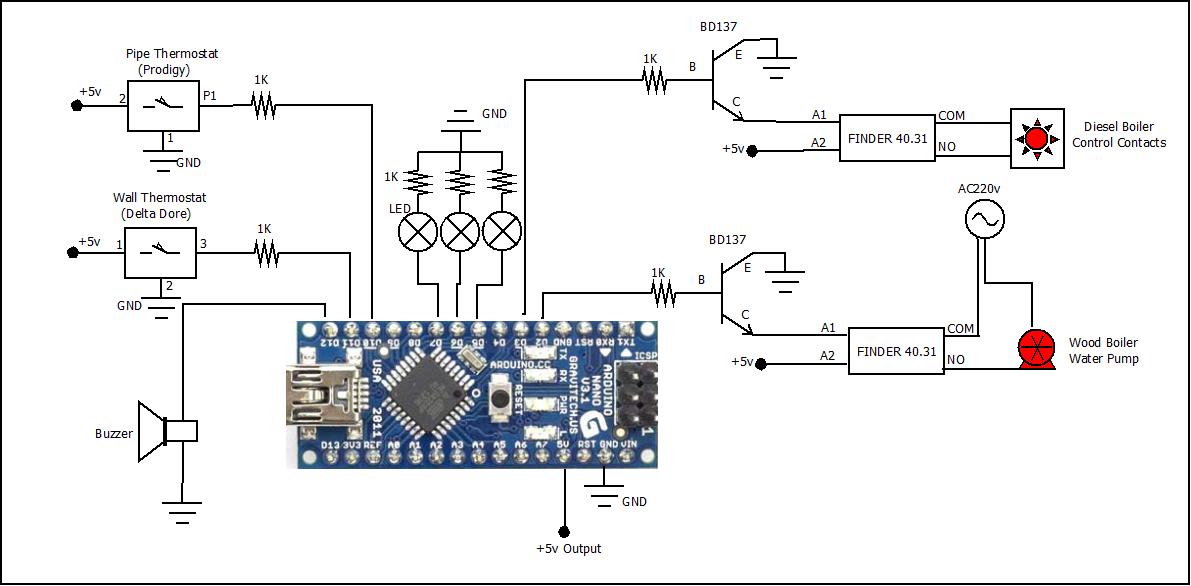 Pipe Thermostat
(Prodigy)
+5v
2
P1
1K
1
GND
Wall Thermostat
(Delta Dore)
+5v
1
3
1K
2
GND
GND
1K
LED
BD137
1K
B
E
C
A1
+5v
A2
FINDER 40.31
COM
NO
Diesel Boiler
Control Contacts
AC220v
BD137
1K
B
E
C
A1
+5v
A2
FINDER 40.31
COM
NO
Wood Boiler
Water Pump
D12 D11 D10 D9 D8 D7 D6 D5 D4 D3 D2 GND RST RX0 TX1
USA
2011
ARDUINO.CC
RESET
TX RX PWR L
GRAVITECH.US
ARDUINO
NANO
V3.1
ICSP
1
D13 3V3 REF A0 A1 A2 A3 A4 A5 A6 A7 5V RST GND VIN
Buzzer
GND
+5v Output